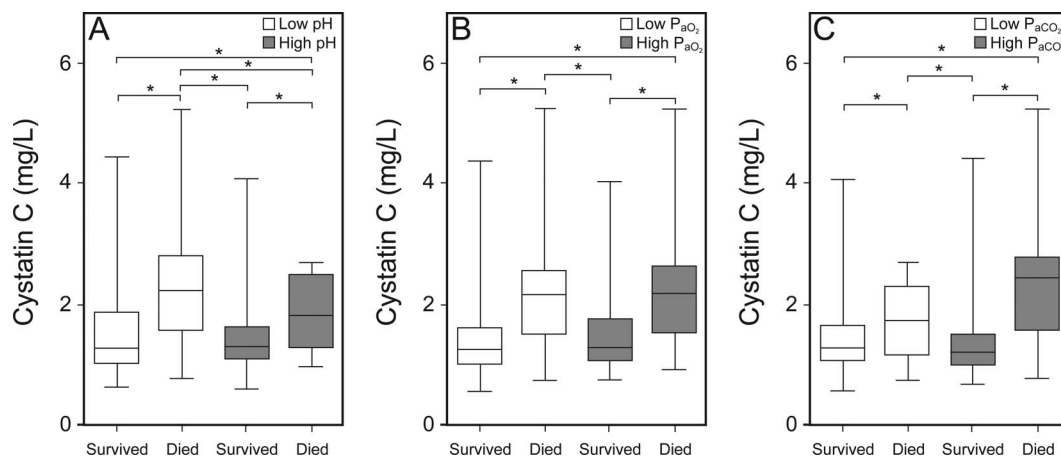 A
Low pH
High pH
Cystatin C (mg/L)
6
4
2
0
*
*
*
*
*
Survived Died Survived Died
B
Low PaO2
High PaO2
Cystatin C (mg/L)
6
4
2
0
*
*
*
*
Survived Died Survived Died
C
Low PaCO2
High PaCO
Cystatin C (mg/L)
6
4
2
0
*
*
*
*
Survived Died Survived Died